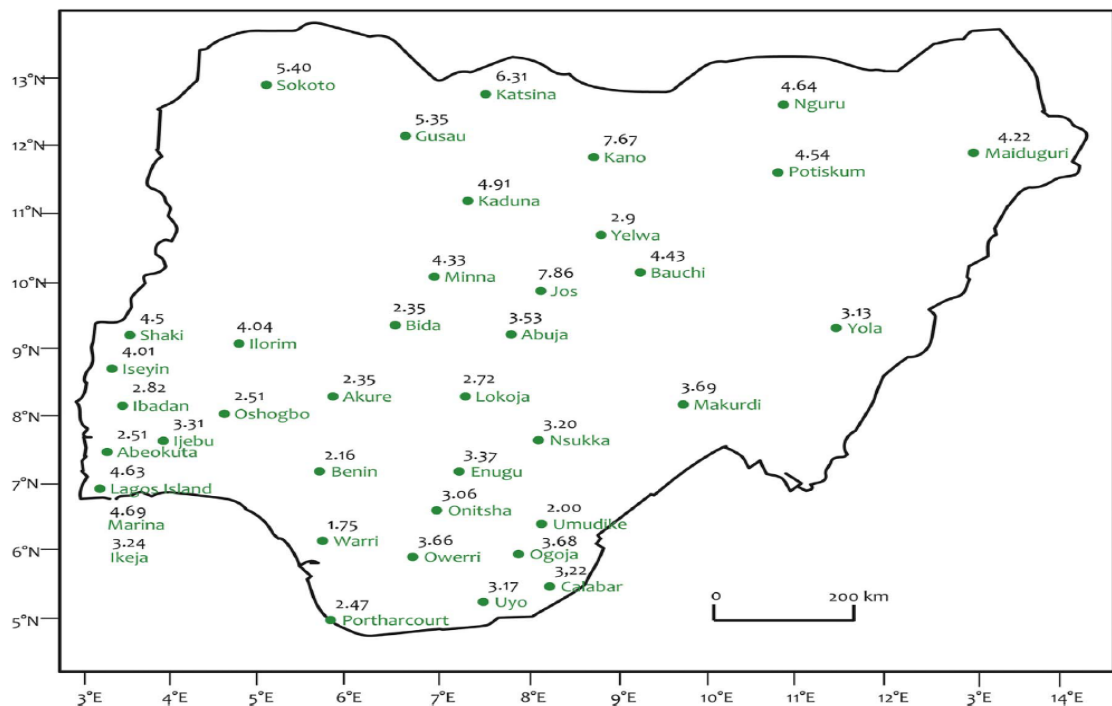 13°N
5.40
Sokoto
6.31
Katsina
4.64
Nguru
5.35
Gusau
12°N
7.67
Kano
4.22
Maiduguri
4.54
Potiskum
4.91
Kaduna
11°N
2.9
Yelwa
4.43
Bauchi
4.33
Minna
10°N
7.86
Jos
2.35
Bida
3.53
Abuja
3.13
Yola
4.5
Shaki
4.04
Ilorim
9°N
4.01
Iseyin
2.82
Ibadan
2.51
Oshogbo
2.35
Akure
2.72
Lokoja
3.69
Makurdi
8°N
3.31
Ijebu
3.20
Nsukka
2.51
Abeokuta
2.16
Benin
3.37
Enugu
7°N
4.63
Lagos Island
4.69
Marina
3.06
Onitsha
2.00
Umudike
3.24
Ikeja
1.75
Warri
6°N
3.66
Owerri
3.68
Ogoja
3,22
Calabar
3.17
Uyo
2.47
Portharcourt
5°N
0 200 km
3°E 4°E 5°E 6°E 7°E 8°E 9°E 10°E 11°E 12°E 13°E 14°E